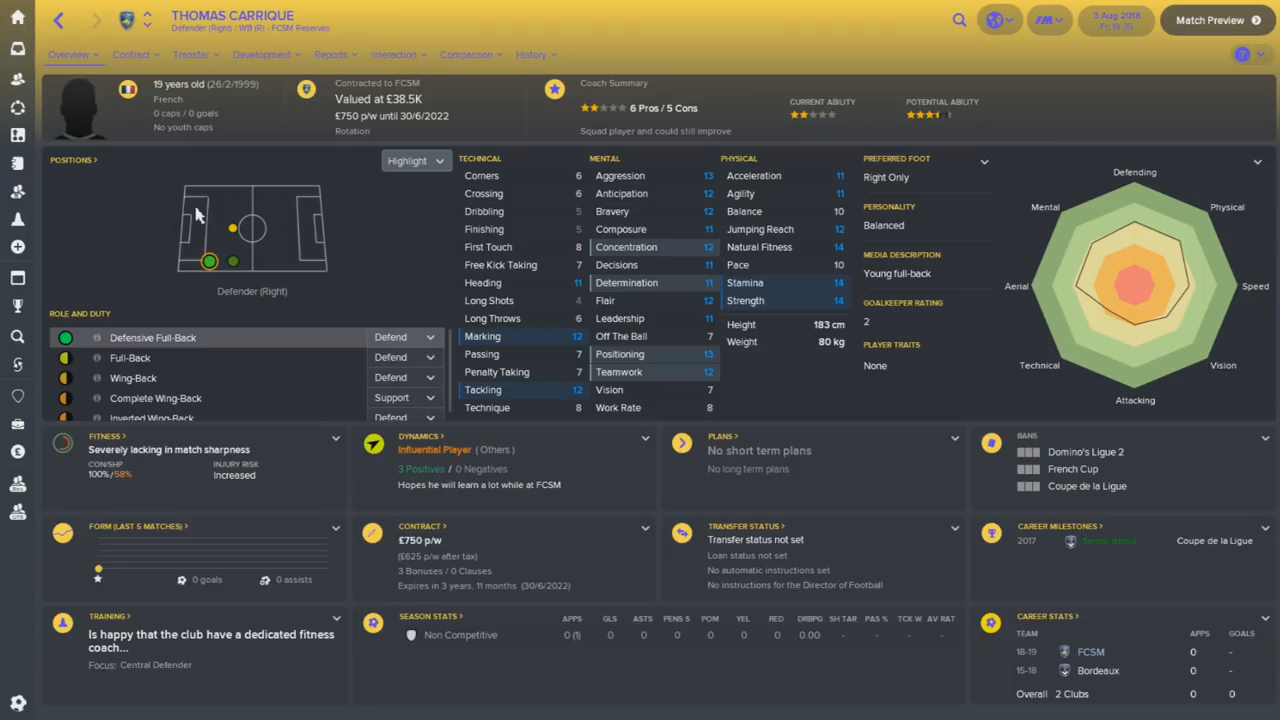 THOMAS CARRIQUE
Defender (Right) / WB (R) - FCSM Reserves
FM
3 Aug 2018
Fri 19:30
Match Preview
Overview
Contract
Transfer
Development
Reports
Interaction
Comparison
History
?
19 years old (26/2/1999)
French
0 caps / 0 goals
No youth caps
Contracted to FCSM
Valued at £38.5K
£750 p/w until 30/6/2022
Rotation
Coach Summary
6 Pros / 5 Cons
Squad player and could still improve
CURRENT ABILITY
POTENTIAL ABILITY
POSITIONS >
Highlight
Defender (Right)
ROLE AND DUTY
Defensive Full-Back Defend
Full-Back Defend
Wing-Back Defend
Complete Wing-Back Support
Inverted Wing-Back Defend
TECHNICAL
Corners 6
Crossing 6
Dribbling 5
Finishing 5
First Touch 8
Free Kick Taking 7
Heading 11
Long Shots 4
Long Throws 6
Marking 12
Passing 7
Penalty Taking 7
Tackling 12
Technique 8
MENTAL
Aggression 13
Anticipation 12
Bravery 12
Composure 11
Concentration 12
Decisions 11
Determination 11
Flair 12
Leadership 11
Off The Ball 7
Positioning 13
Teamwork 12
Vision 7
Work Rate 8
PHYSICAL
Acceleration 11
Agility 11
Balance 10
Jumping Reach 12
Natural Fitness 14
Pace 10
Stamina 14
Strength 14
Height 183 cm
Weight 80 kg
PREFERRED FOOT
Right Only
PERSONALITY
Balanced
MEDIA DESCRIPTION
Young full-back
GOALKEEPER RATING
2
PLAYER TRAITS
None
Defending
Mental
Physical
Aerial
Speed
Technical
Vision
Attacking
FITNESS >
Severely lacking in match sharpness
CON/SHP
100%/58%
INJURY RISK
Increased
DYNAMICS >
Influential Player (Others)
3 Positives / 0 Negatives
Hopes he will learn a lot while at FCSM
PLANS >
No short term plans
No long term plans
BANS
Domino's Ligue 2
French Cup
Coupe de la Ligue
FORM (LAST 5 MATCHES) >
0 goals
0 assists
CONTRACT >
£750 p/w
(£625 p/w after tax)
3 Bonuses / 0 Clauses
Expires in 3 years, 11 months (30/6/2022)
TRANSFER STATUS >
Transfer status not set
Loan status not set
No automatic instructions set
No instructions for the Director of Football
CAREER MILESTONES >
2017 Senior debut Coupe de la Ligue
TRAINING >
Is happy that the club have a dedicated fitness
coach...
Focus: Central Defender
SEASON STATS >
APPS GLS ASTS PENS S POM YEL RED DRBPG SH TAR PAS % TCK W AV RAT
Non Competitive 0 (1) 0 0 0 0 0 0 0.00 - - - -
CAREER STATS >
TEAM APPS GOALS
18-19 FCSM 0 -
15-18 Bordeaux 0 -
Overall 2 Clubs 0 0